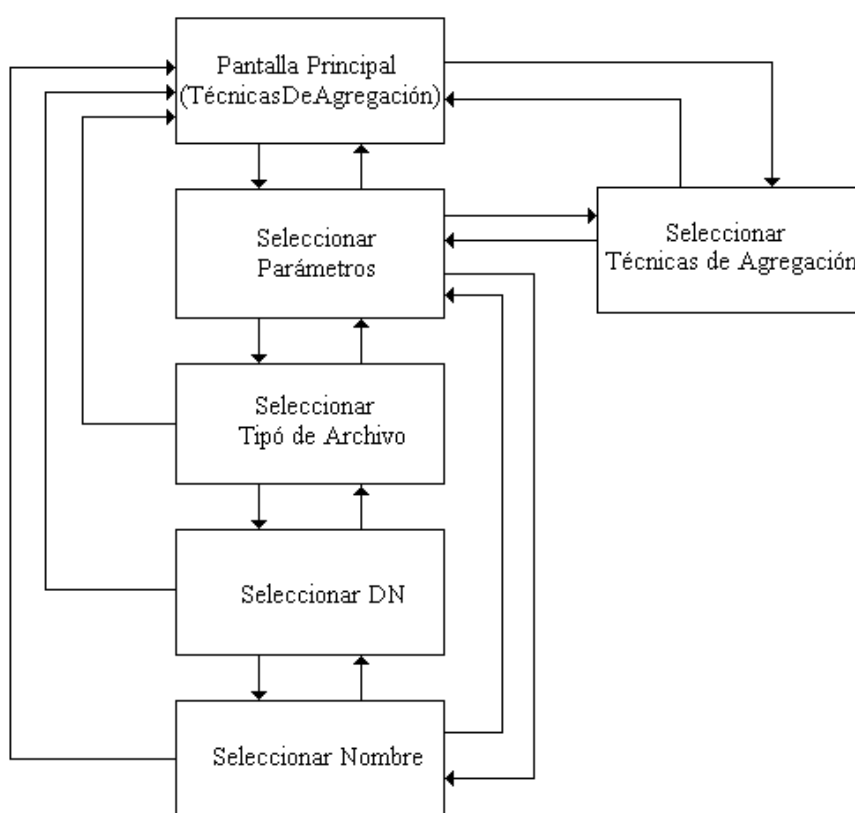 Pantalla Principal
(TécnicasDeAgregación)
Seleccionar
Parámetros
Seleccionar
Técnicas de Agregación
Seleccionar
Tipó de Archivo
Seleccionar DN
Seleccionar Nombre